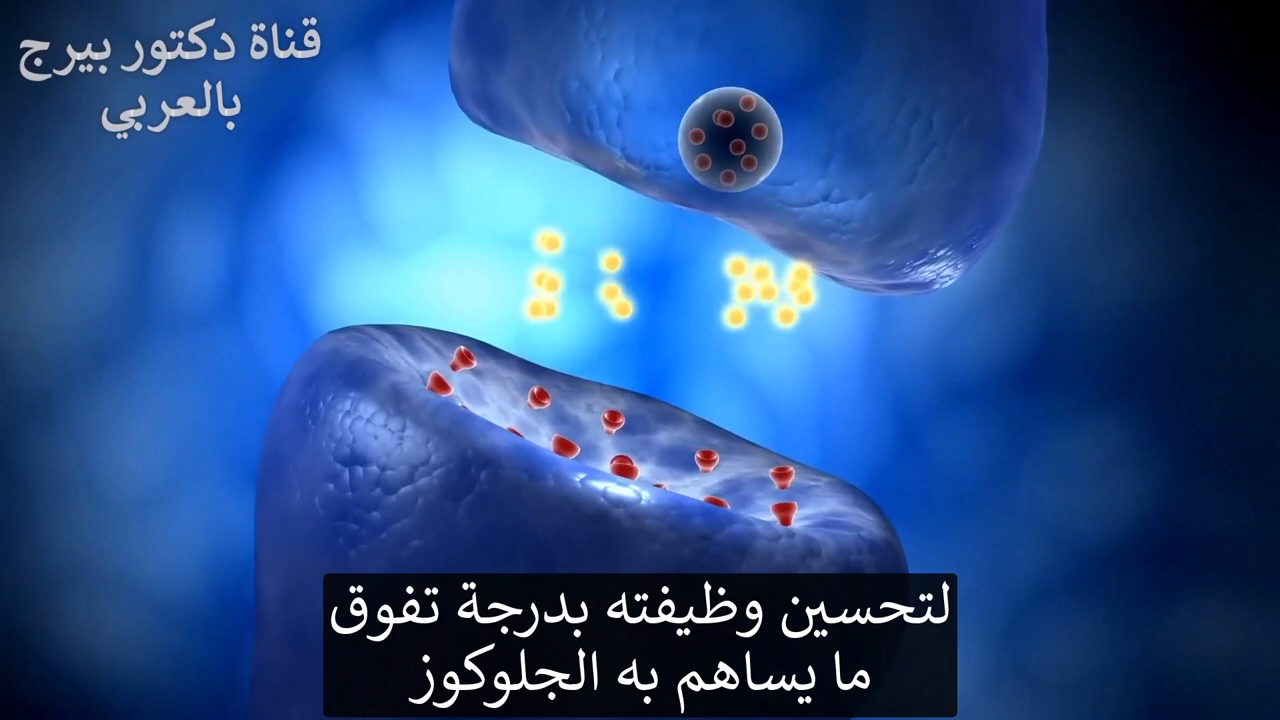 قناة دكتور بيرج
بالعربي
لتحسين وظيفته بدرجة تفوق
ما يساهم به الجلوكوز